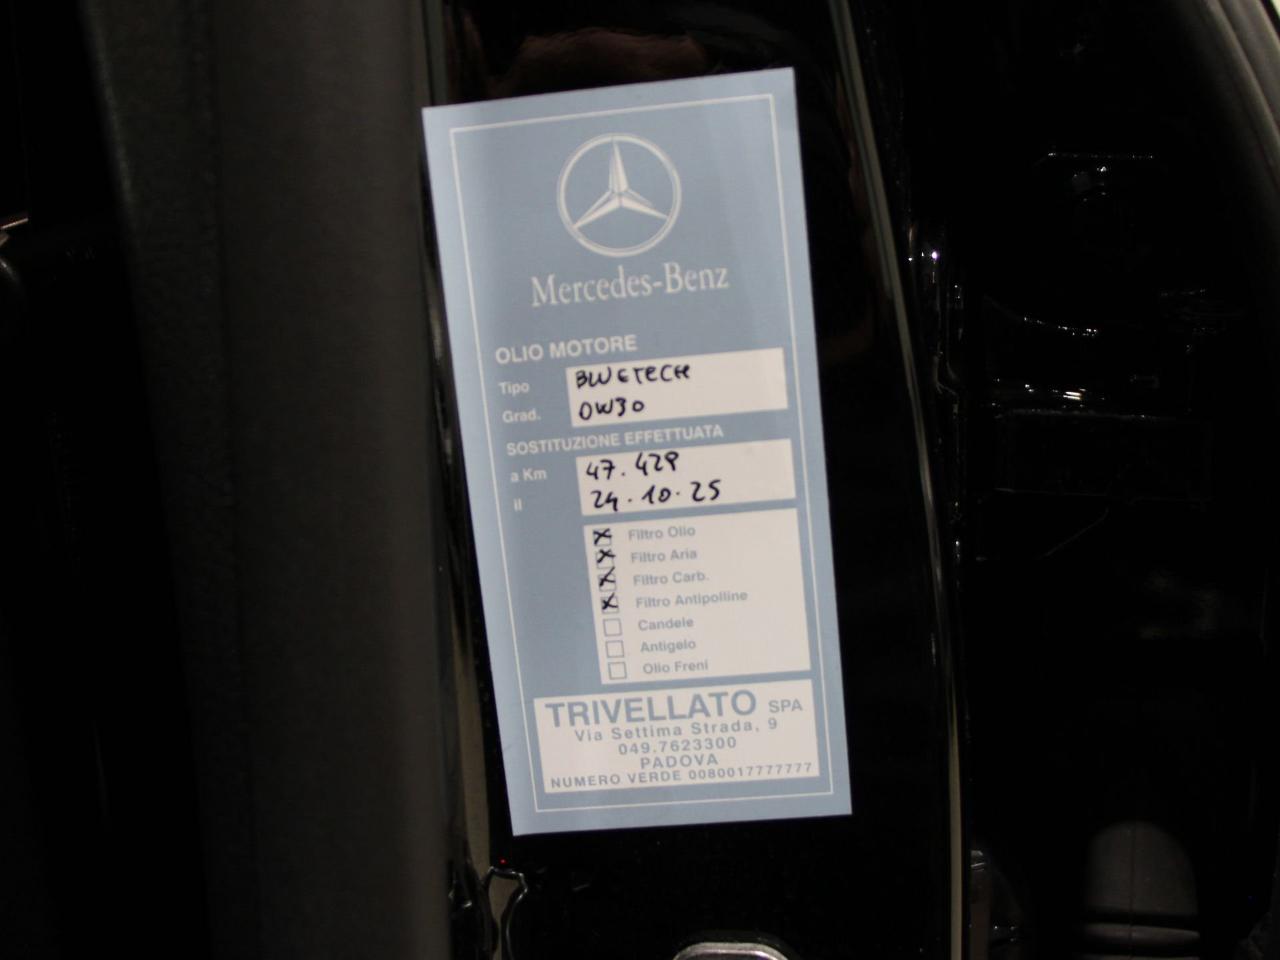 Mercedes-Benz
OLIO MOTORE
Tipo BLUETECH
Grad. 0W30
SOSTITUZIONE EFFETTUATA
a Km 47.429
il 24.10.25
X Filtro Olio
X Filtro Aria
X Filtro Carb.
X Filtro Antipolline
Candele
Antigelo
Olio Freni
TRIVELLATO SPA
Via Settima Strada, 9
049.7623300
PADOVA
NUMERO VERDE 0080017777777